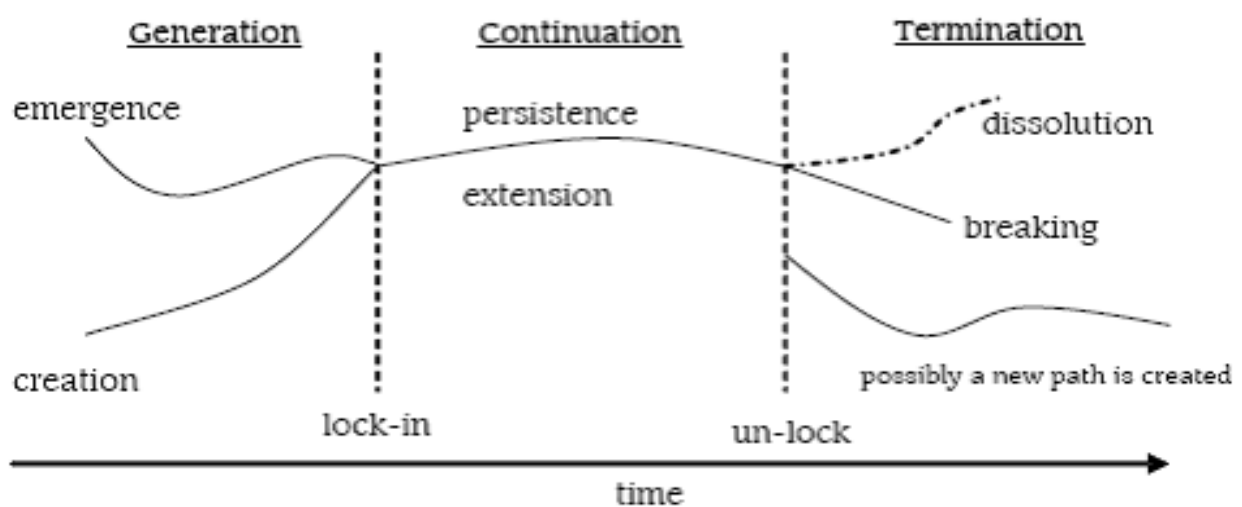 Generation
Continuation
Termination
emergence
persistence
dissolution
extension
breaking
creation
possibly a new path is created
lock-in
un-lock
time